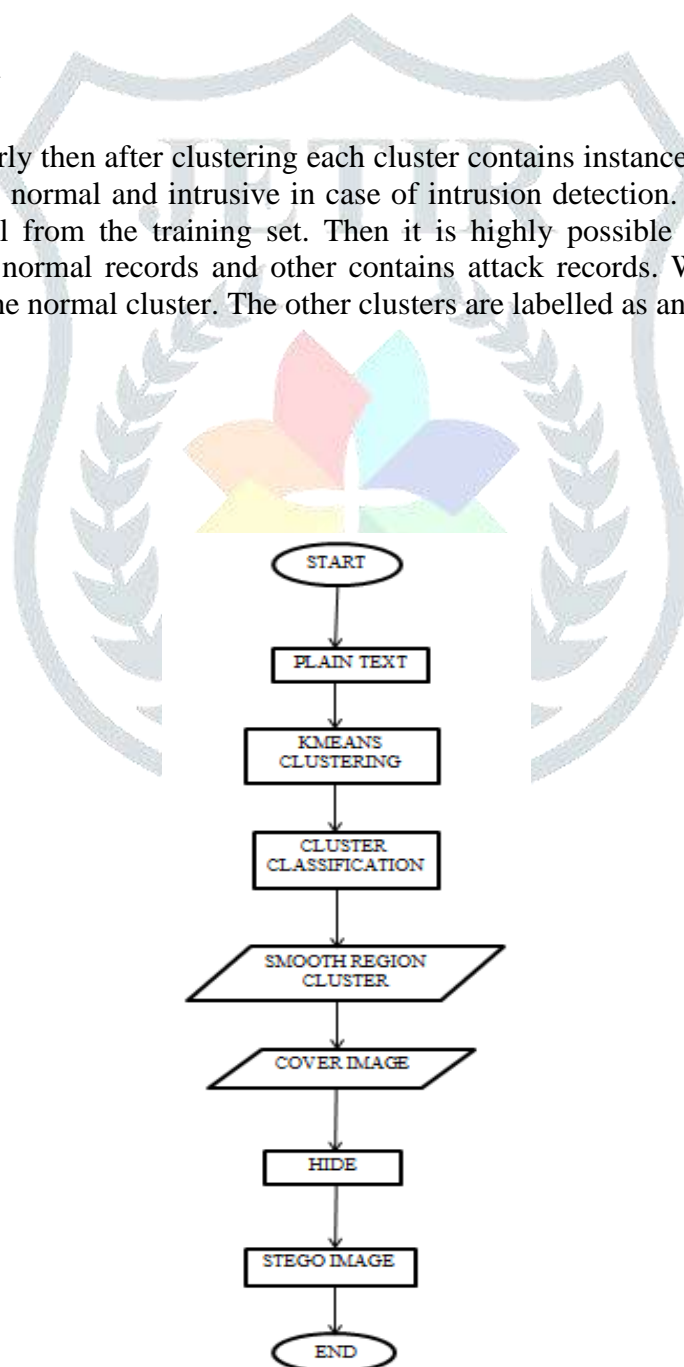 JETIR
rly then after clustering each cluster contains instance
normal and intrusive in case of intrusion detection.
l from the training set. Then it is highly possible
normal records and other contains attack records. W
ne normal cluster. The other clusters are labelled as an
START
PLAIN TEXT
KMEANS
CLUSTERING
CLUSTER
CLASSIFICATION
SMOOTH REGION
CLUSTER
COVER IMAGE
HIDE
STEGO IMAGE
END